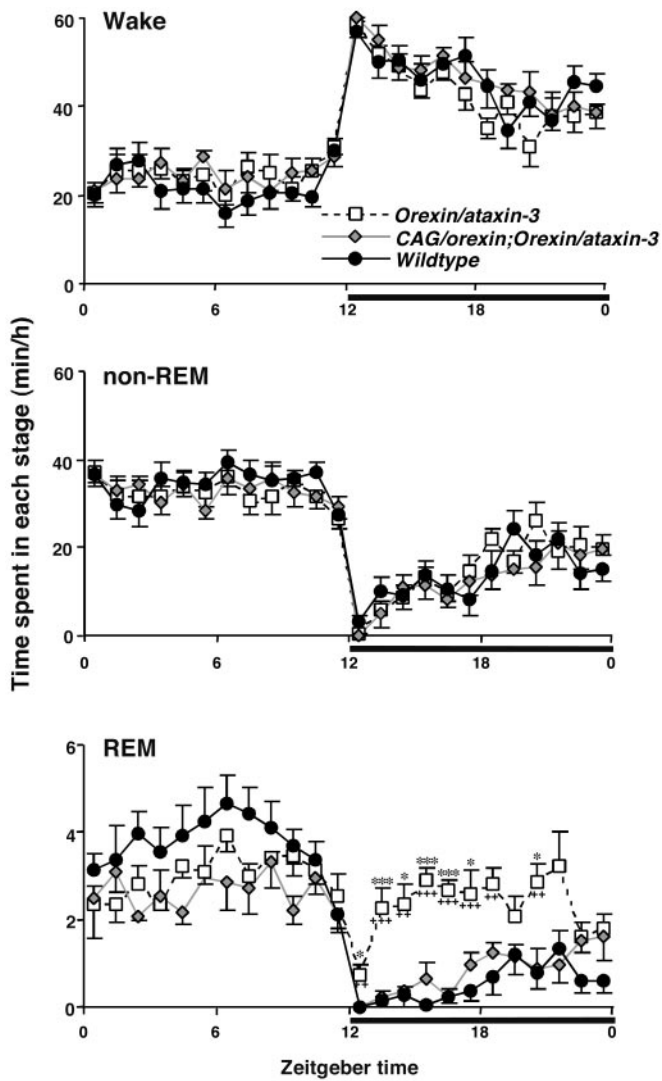 Time spent in each stage (min/h)
Wake
60
40
20
0
Orexin/ataxin-3
CAG/orexin;Orexin/ataxin-3
Wildtype
0 6 12 18 0
non-REM
60
40
20
0
0 6 12 18 0
REM
6
4
2
0
*** *** * * *** * *
++ +++ ++ +++ +++ +++ ++ ++
0 6 12 18 0
Zeitgeber time